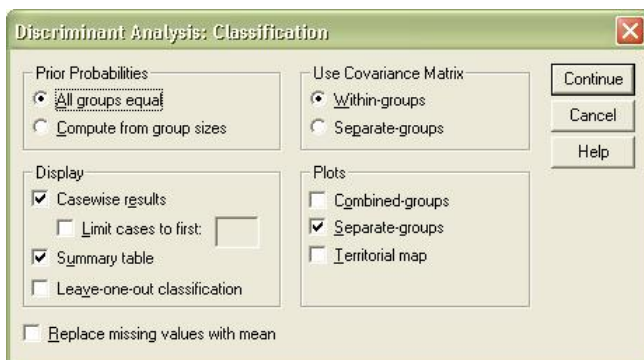 Discriminant Analysis: Classification
Prior Probabilities
All groups equal
Compute from group sizes
Use Covariance Matrix
Within-groups
Separate-groups
Continue
Cancel
Help
Display
Casewise results
Limit cases to first:
Summary table
Leave-one-out classification
Plots
Combined-groups
Separate-groups
Territorial map
Replace missing values with mean